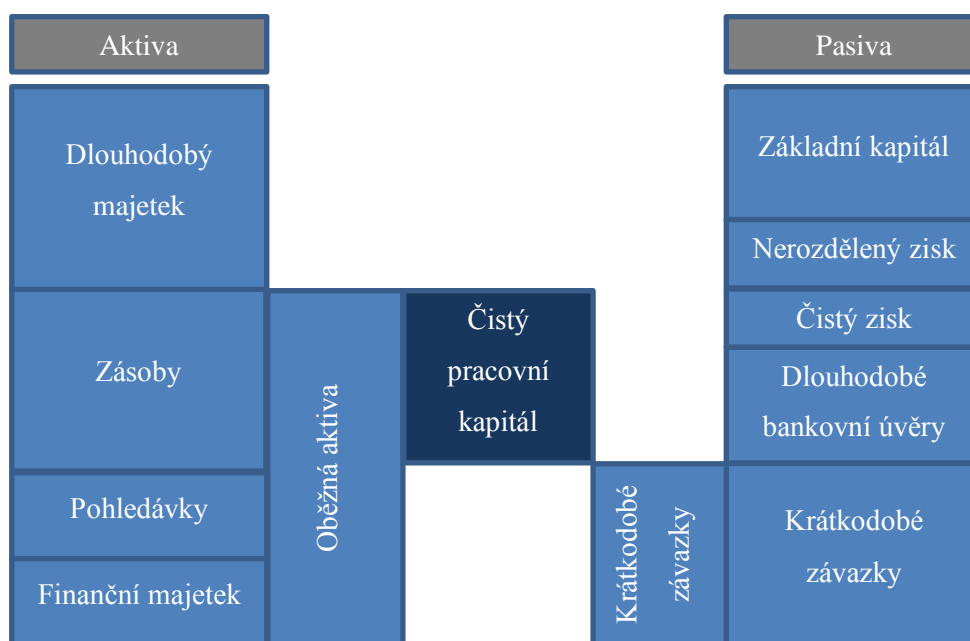 Aktiva
Pasiva
Dlouhodobý
majetek
Základní kapitál
Nerozdělený zisk
Zásoby
Oběžná aktiva
Čistý
pracovní
kapitál
Čistý zisk
Dlouhodobé
bankovní úvěry
Pohledávky
Finanční majetek
Krátkodobé
závazky
Krátkodobé
závazky